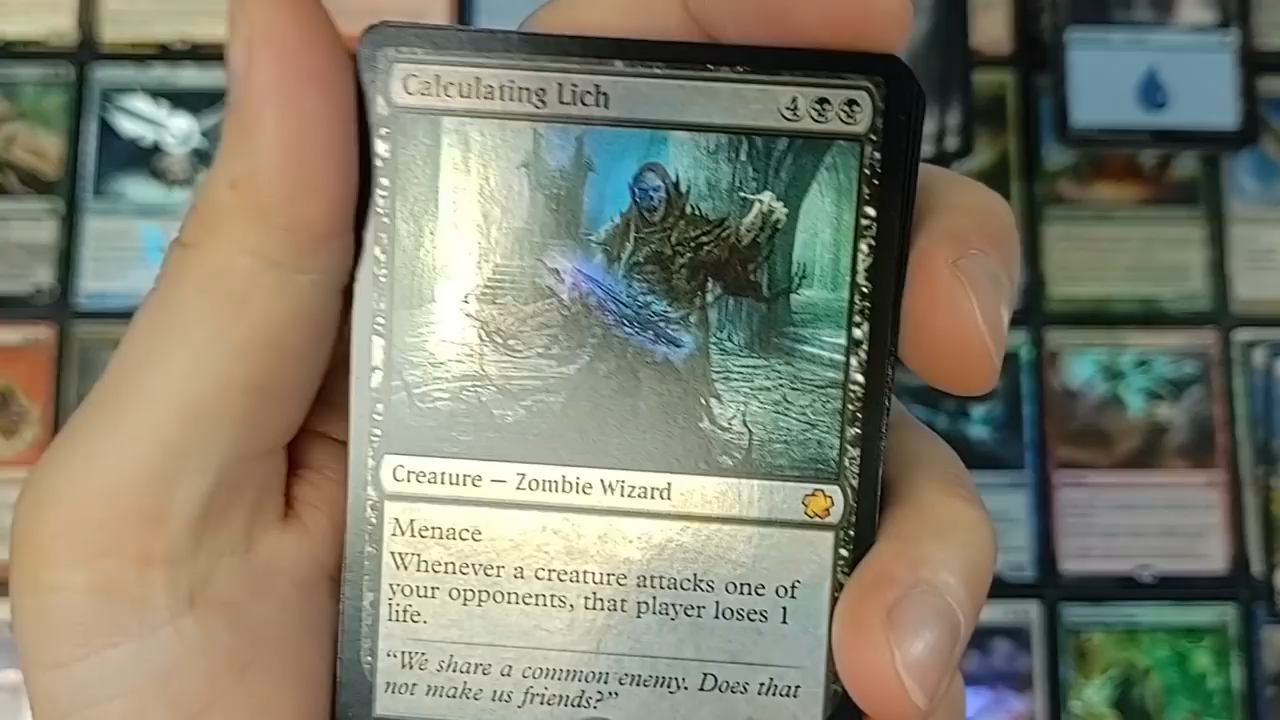 Calculating Lich 4
Creature — Zombie Wizard
Menace
Whenever a creature attacks one of
your opponents, that player loses 1
life.
“We share a common enemy. Does that
not make us friends?”